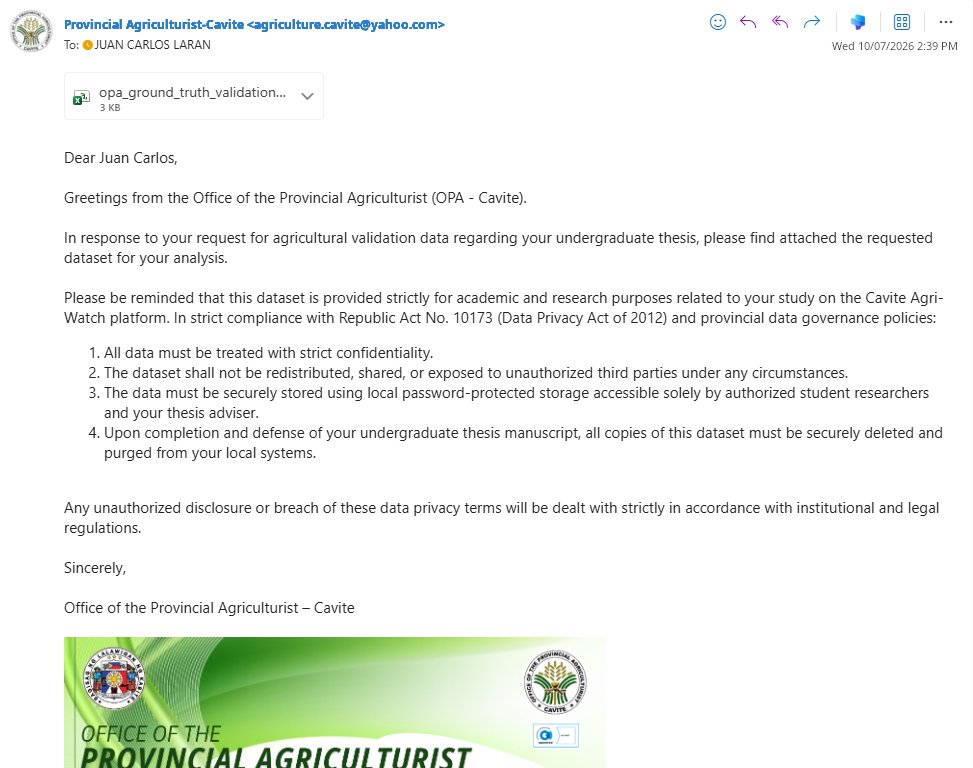 Provincial Agriculturist-Cavite <agriculture.cavite@yahoo.com>
To: JUAN CARLOS LARAN
Wed 10/07/2026 2:39 PM
opa_ground_truth_validation...
3 KB
Dear Juan Carlos,
Greetings from the Office of the Provincial Agriculturist (OPA - Cavite).
In response to your request for agricultural validation data regarding your undergraduate thesis, please find attached the requested
dataset for your analysis.
Please be reminded that this dataset is provided strictly for academic and research purposes related to your study on the Cavite Agri-
Watch platform. In strict compliance with Republic Act No. 10173 (Data Privacy Act of 2012) and provincial data governance policies:
1. All data must be treated with strict confidentiality.
2. The dataset shall not be redistributed, shared, or exposed to unauthorized third parties under any circumstances.
3. The data must be securely stored using local password-protected storage accessible solely by authorized student researchers
and your thesis adviser.
4. Upon completion and defense of your undergraduate thesis manuscript, all copies of this dataset must be securely deleted and
purged from your local systems.
Any unauthorized disclosure or breach of these data privacy terms will be dealt with strictly in accordance with institutional and legal
regulations.
Sincerely,
Office of the Provincial Agriculturist – Cavite
OFFICE OF THE PROVINCIAL AGRICULTURIST
CAVITE
OFFICE OF THE
PROVINCIAL AGRICULTURIST